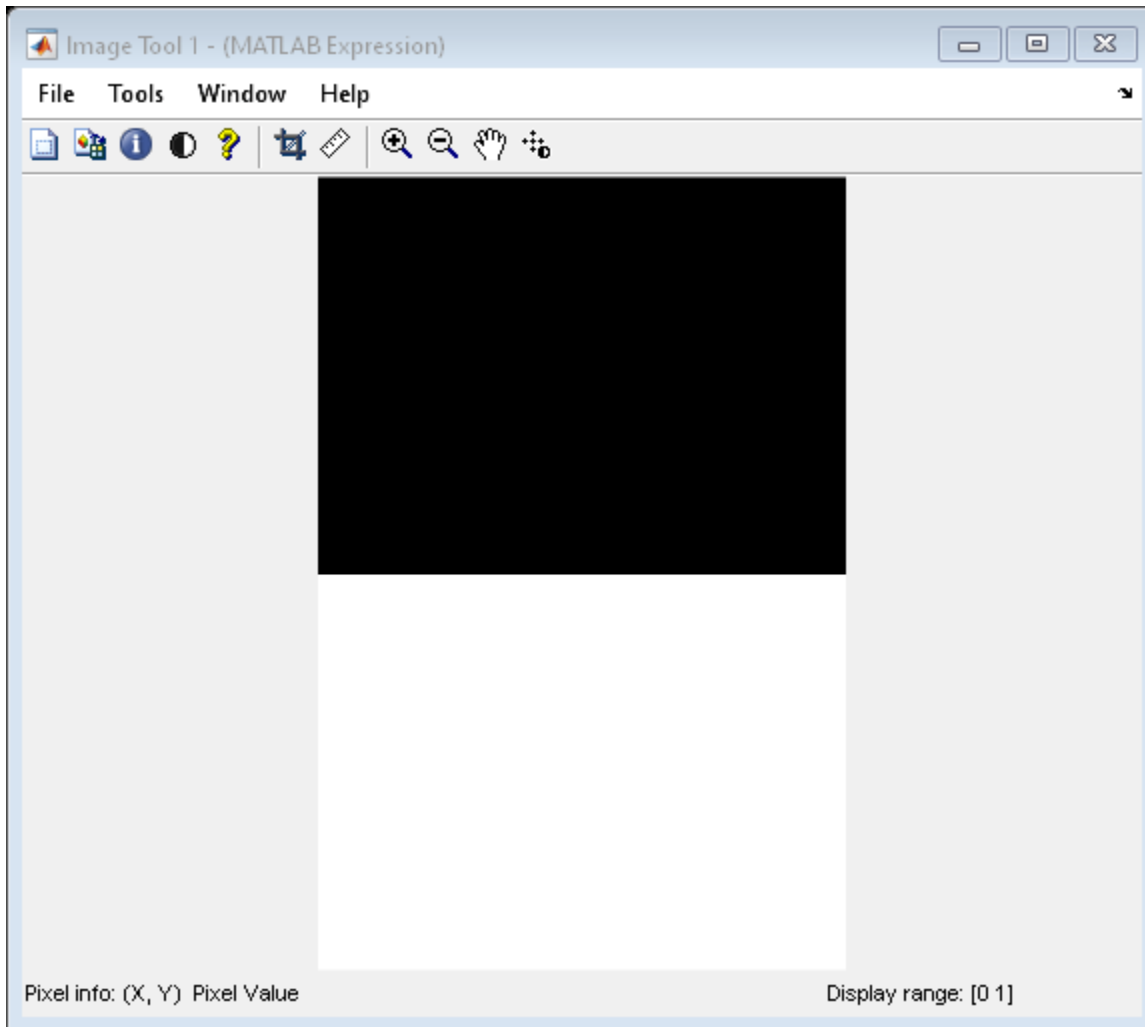 Image Tool 1 - (MATLAB Expression)
File Tools Window Help
Pixel info: (X, Y) Pixel Value
Display range: [0 1]